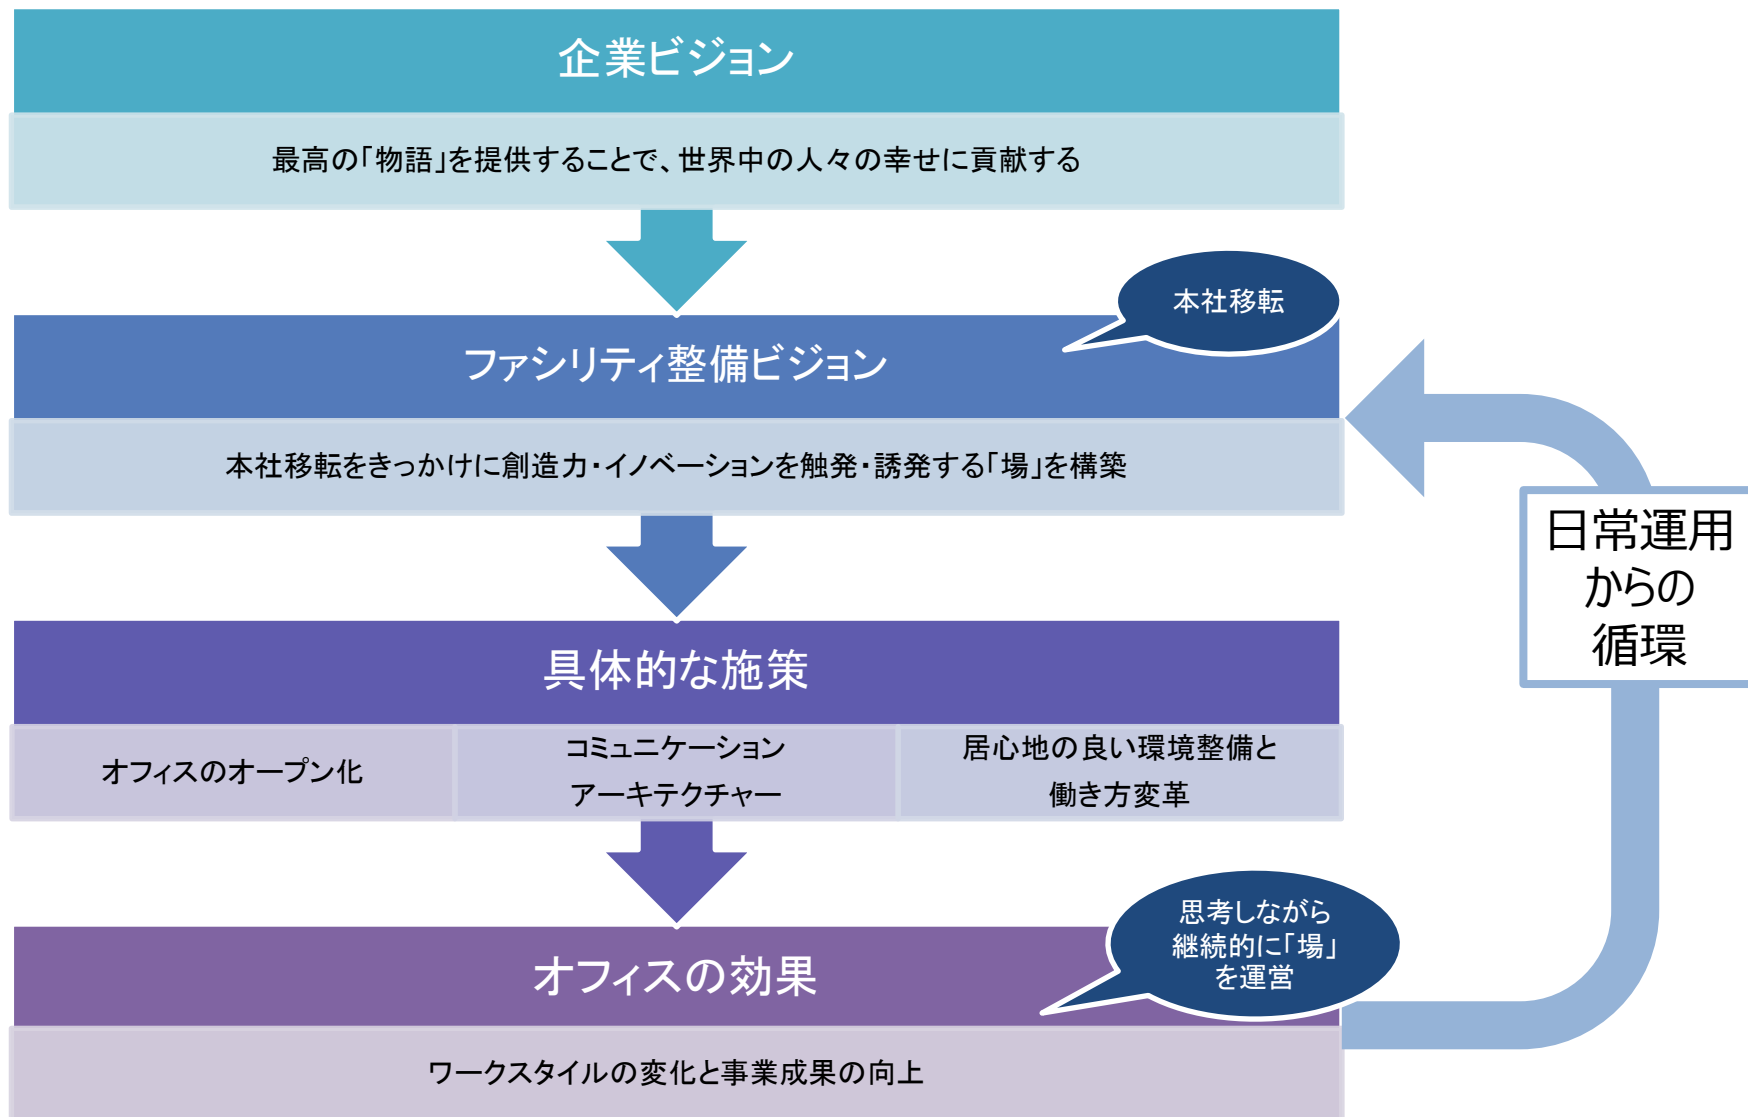 企業ビジョン
最高の「物語」を提供することで、世界中の人々の幸せに貢献する
本社移転
ファシリティ整備ビジョン
本社移転をきっかけに創造力・イノベーションを触発・誘発する「場」を構築
日常運用
からの
循環
具体的な施策
オフィスのオープン化
コミュニケーション
アーキテクチャー
居心地の良い環境整備と
働き方変革
思考しながら
継続的に「場」
を運営
オフィスの効果
ワークスタイルの変化と事業成果の向上